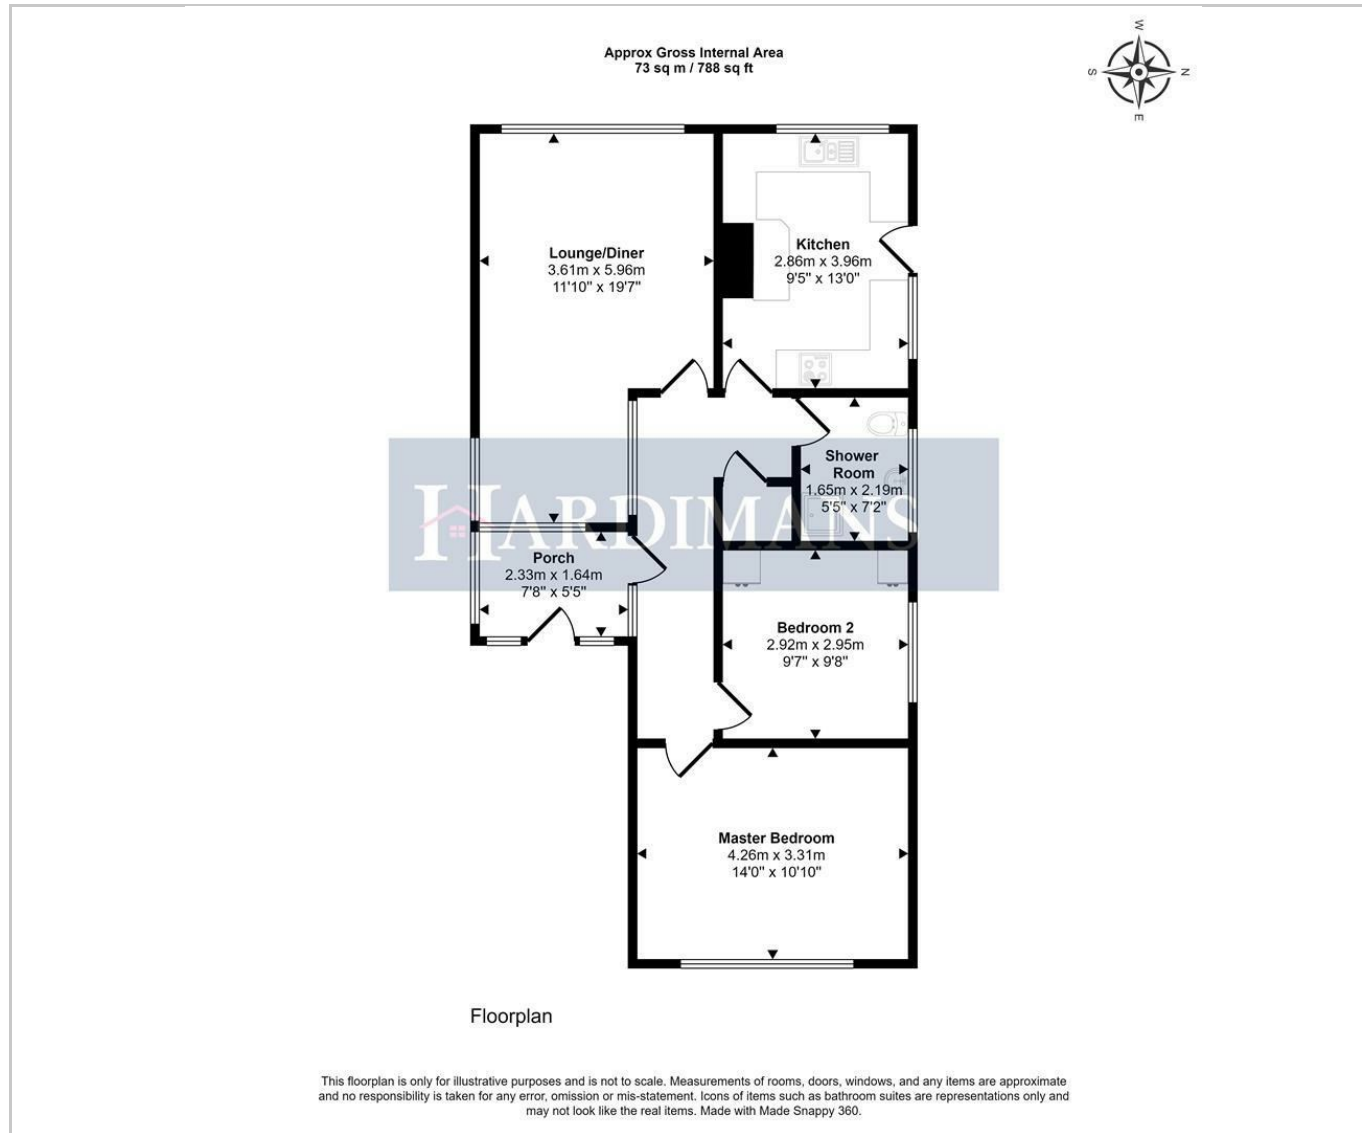 Approx Gross Internal Area
73 sq m / 788 sq ft
W
S
N
E
Lounge/Diner
3.61m x 5.96m
11'10" x 19'7"
Kitchen
2.86m x 3.96m
9'5" x 13'0"
Shower
Room
1.65m x 2.19m
5'5" x 7'2"
HARDIMANS
Porch
2.33m x 1.64m
7'8" x 5'5"
Bedroom 2
2.92m x 2.95m
9'7" x 9'8"
Master Bedroom
4.26m x 3.31m
14'0" x 10'10"
Floorplan
This floorplan is only for illustrative purposes and is not to scale. Measurements of rooms, doors, windows, and any items are approximate
and no responsibility is taken for any error, omission or mis-statement. Icons of items such as bathroom suites are representations only and
may not look like the real items. Made with Made Snappy 360.